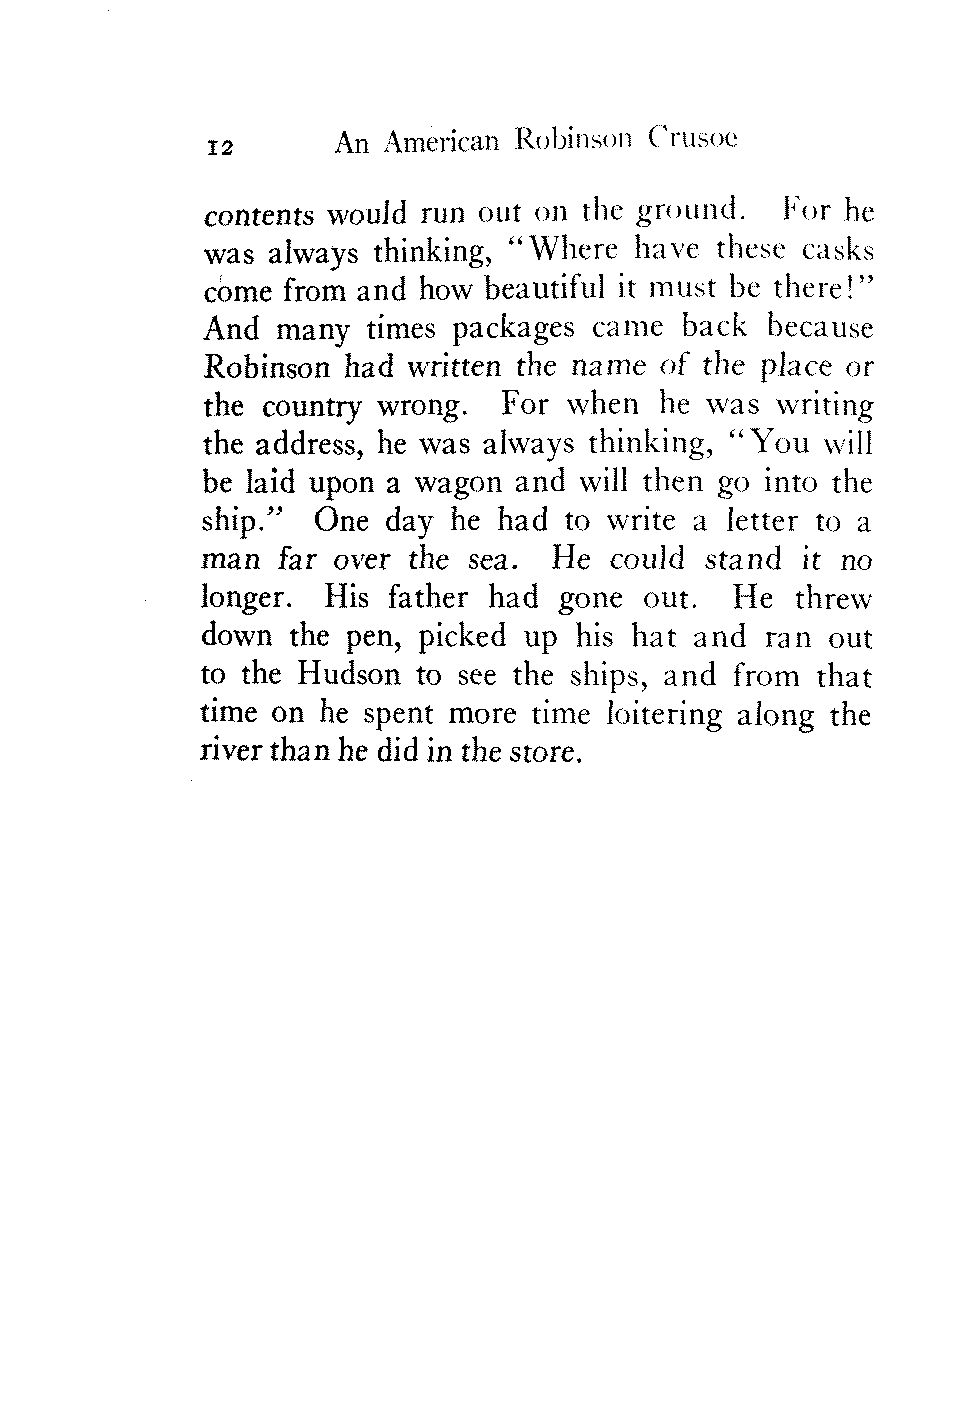 12 An American Robinson Crusoe
contents would run out on the ground. For he
was always thinking, "Where have these casks
come from and how beautiful it must be there!"
And many times packages came back because
Robinson had written the name of the place or
the country wrong. For when he was writing
the address, he was always thinking, "You will
be laid upon a wagon and will then go into the
ship." One day he had to write a letter to a
man far over the sea. He could stand it no
longer. His father had gone out. He threw
down the pen, picked up his hat and ran out
to the Hudson to see the ships, and from that
time on he spent more time loitering along the
river than he did in the store.